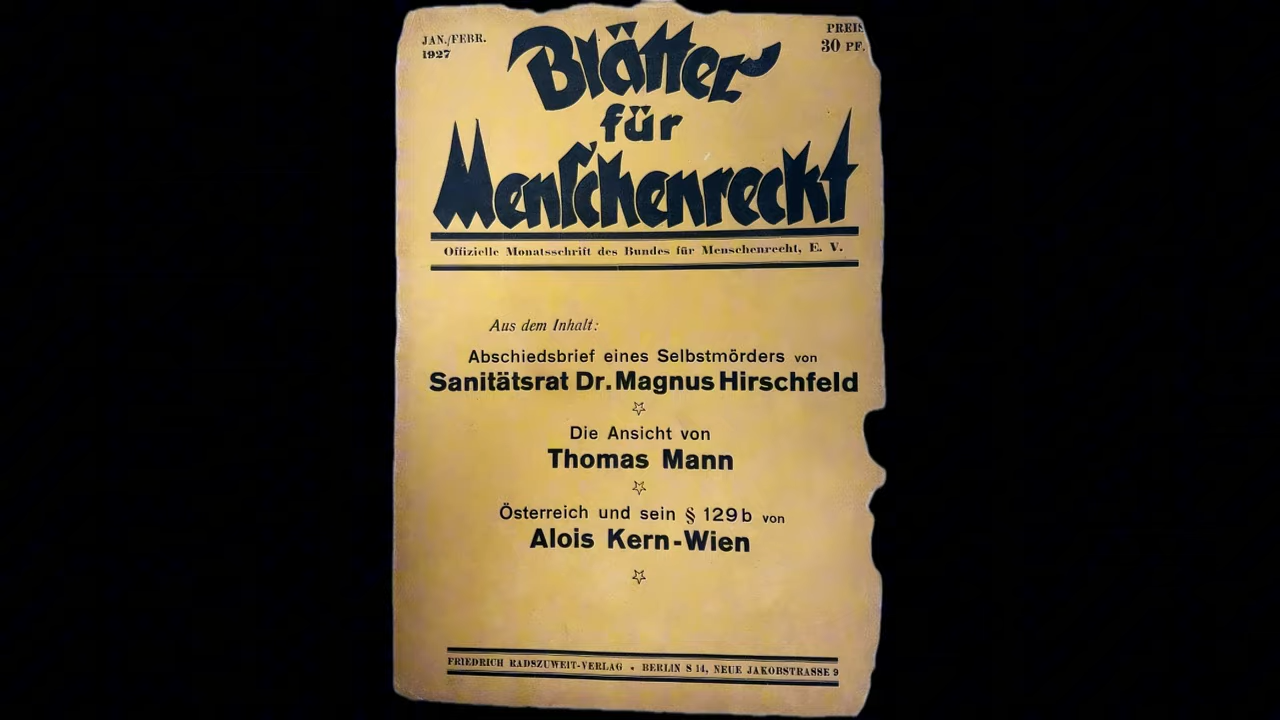 JAN./FEBR.
1927
PREIS
30 PF.
Blätter
für
Menſchenrecht
Offizielle Monatsschrift des Bundes für Menschenrecht, E. V.
Aus dem Inhalt:
Abschiedsbrief eines Selbstmörders von
Sanitätsrat Dr. Magnus Hirschfeld
Die Ansicht von
Thomas Mann
Österreich und sein § 129 b von
Alois Kern-Wien
FRIEDRICH RADSZUWEIT-VERLAG • BERLIN S 14, NEUE JAKOBSTRASSE 9